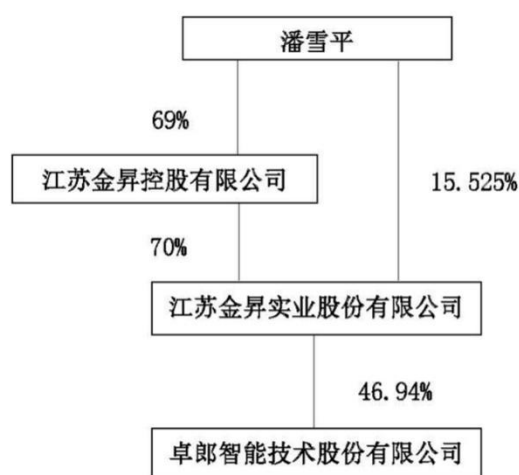 潘雪平
69%
江苏金昇控股有限公司
15.525%
70%
江苏金昇实业股份有限公司
46.94%
卓郎智能技术股份有限公司